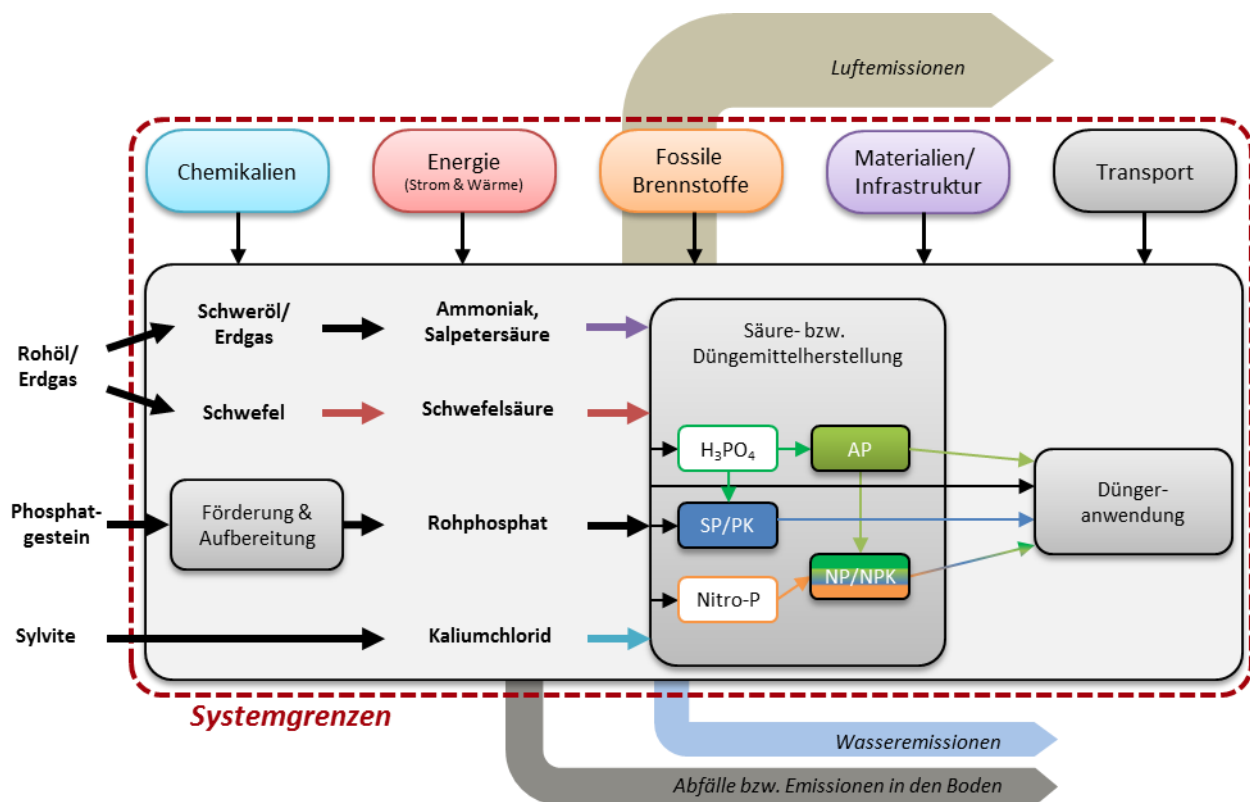 Luftemissionen
Chemikalien
Energie
(Strom & Wärme)
Fossile
Brennstoffe
Materialien/
Infrastruktur
Transport
Rohöl/
Erdgas
Schweröl/
Erdgas
Ammoniak,
Salpetersäure
Schwefel
Schwefelsäure
Säure- bzw.
Düngemittelherstellung
Phosphat-
gestein
Förderung &
Aufbereitung
Rohphosphat
H₃PO₄
AP
SP/PK
Nitro-P
NP/NPK
Dünger-
anwendung
Sylvite
Kaliumchlorid
Systemgrenzen
Wasseremissionen
Abfälle bzw. Emissionen in den Boden